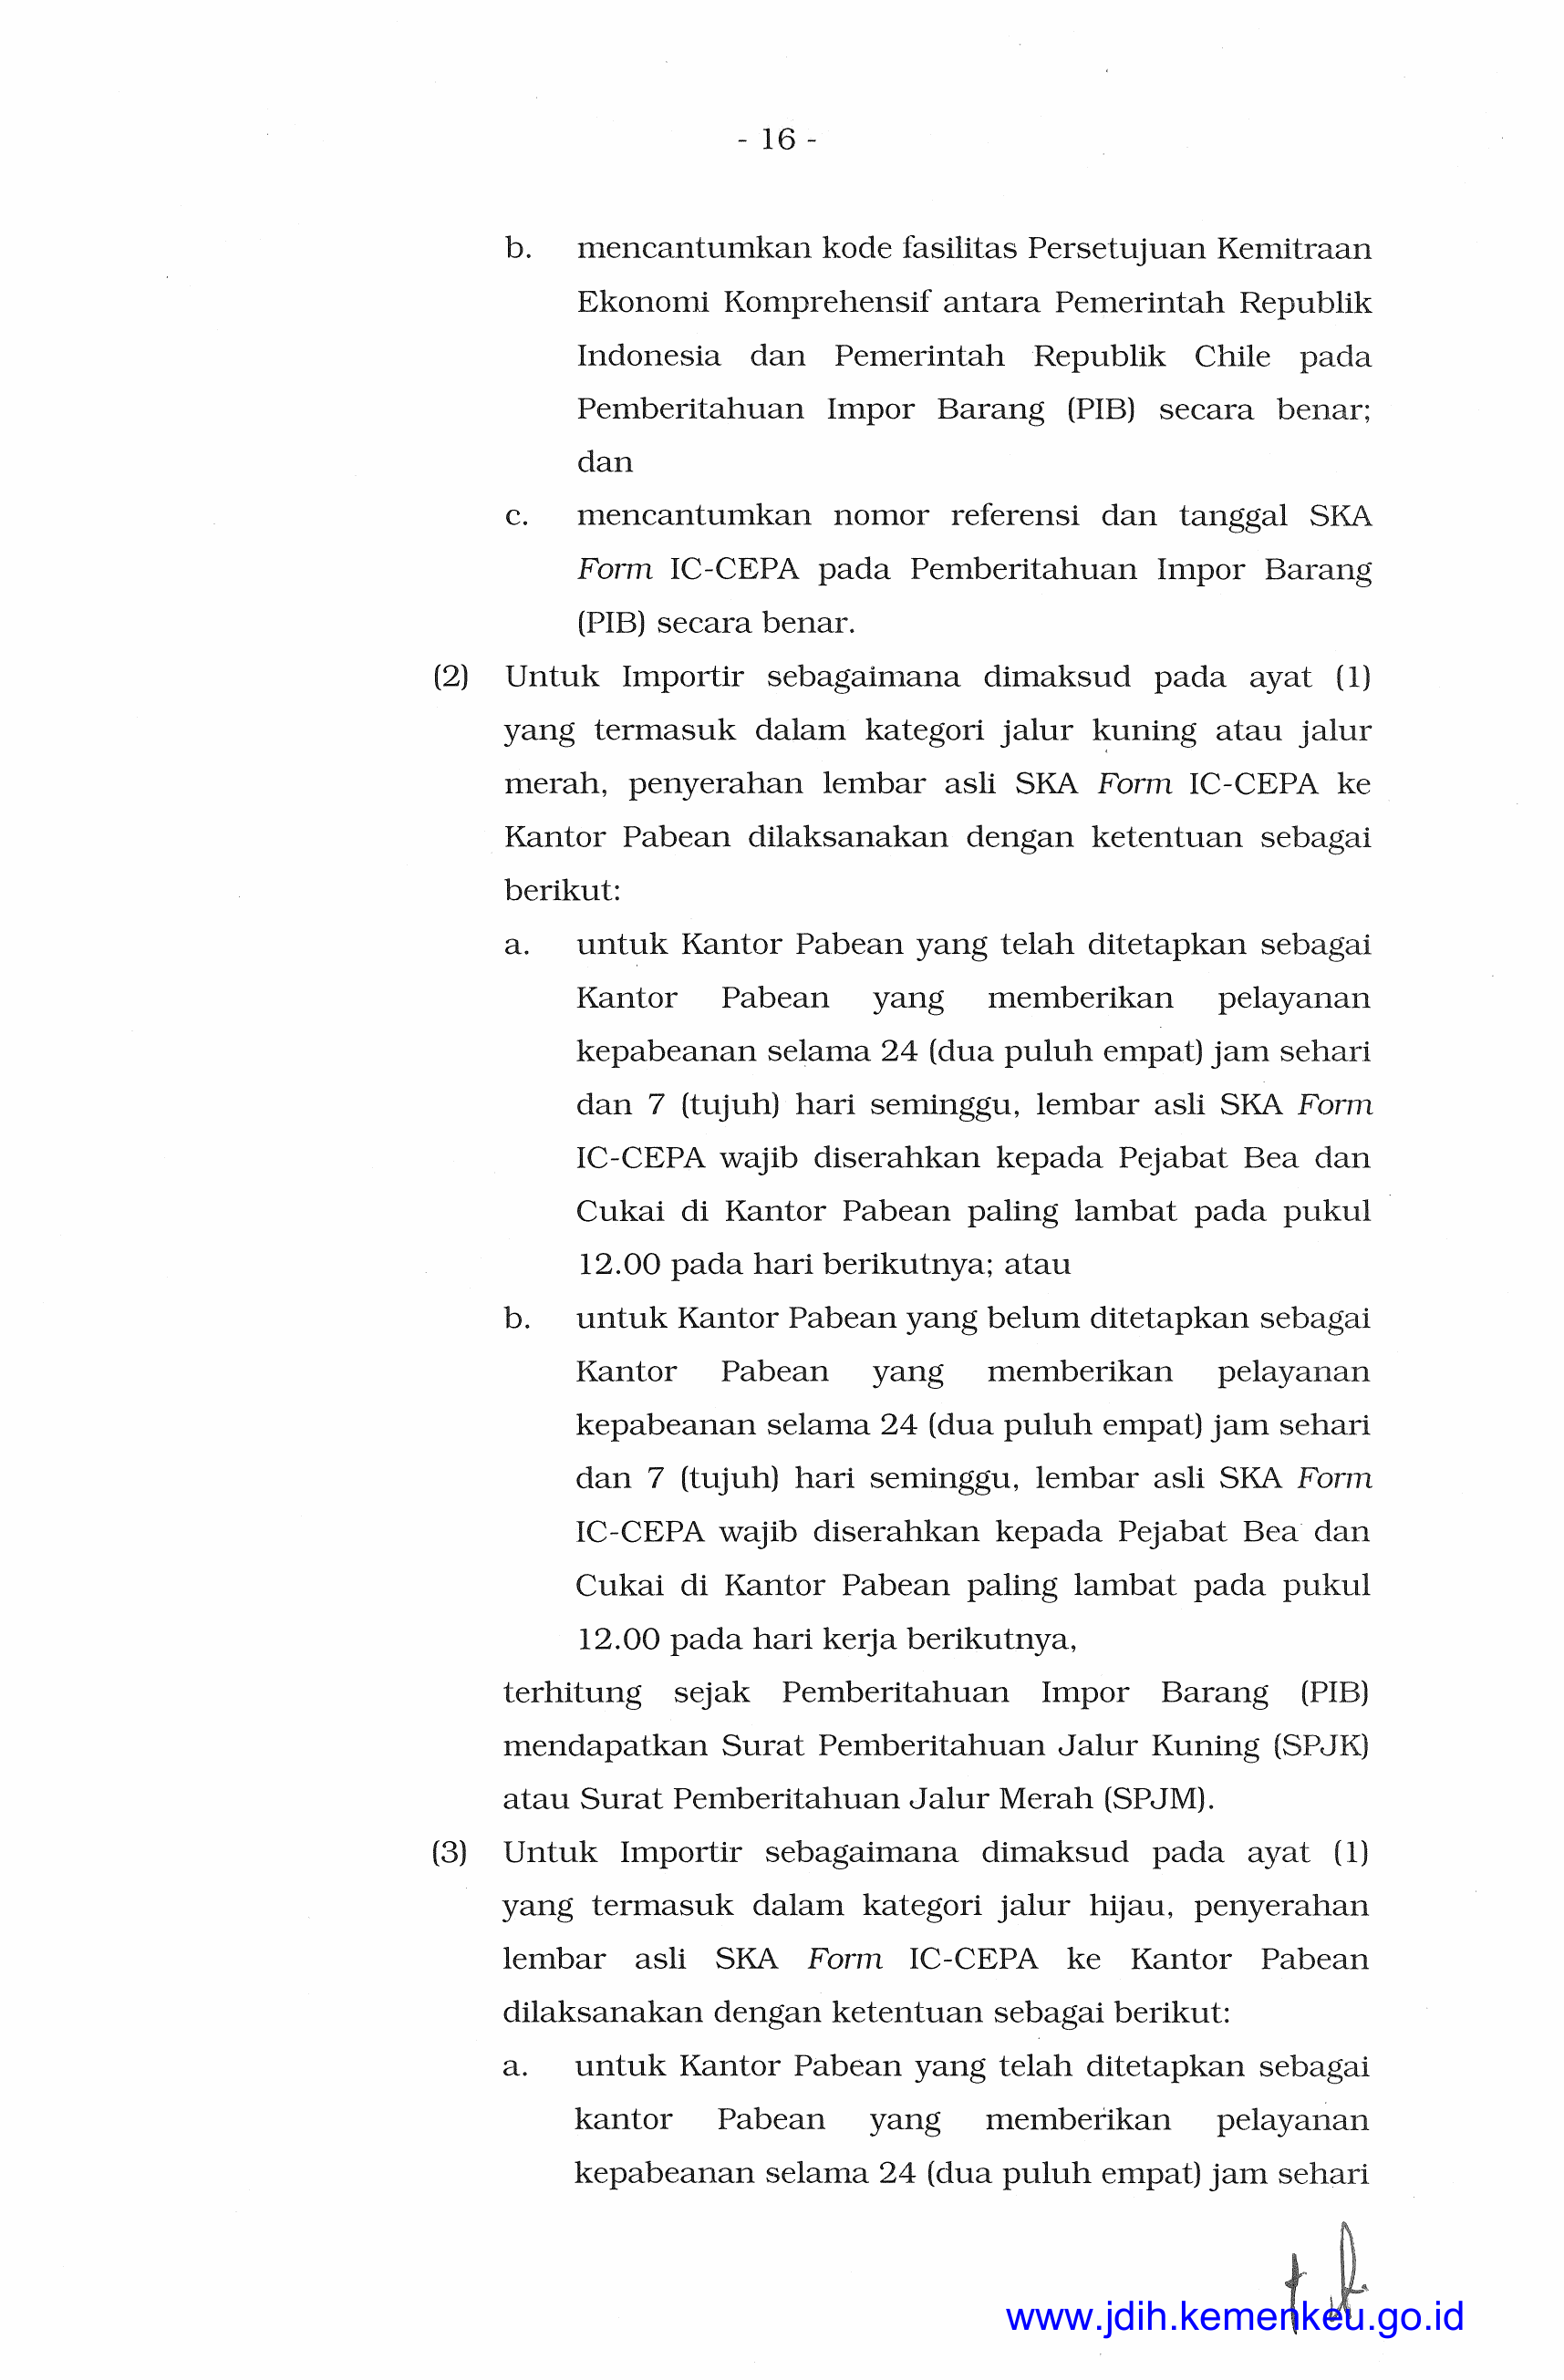 - 16 -
b. mencantumkan kode fasilitas Persetujuan Kemitraan
Ekonomi Komprehensif antara Pemerintah Republik
Indonesia dan Pemerintah Republik Chile pada
Pemberitahuan Impor Barang (PIB) secara benar;
dan
c. mencantumkan nomor referensi dan tanggal SKA
Form IC-CEPA pada Pemberitahuan Impor Barang
(PIB) secara benar.
(2) Untuk Importir sebagaimana dimaksud pada ayat (1)
yang termasuk dalam kategori jalur kuning atau jalur
merah, penyerahan lembar asli SKA Form IC-CEPA ke
Kantor Pabean dilaksanakan dengan ketentuan sebagai
berikut:
a. untuk Kantor Pabean yang telah ditetapkan sebagai
Kantor Pabean yang memberikan pelayanan
kepabeanan selama 24 (dua puluh empat) jam sehari
dan 7 (tujuh) hari seminggu, lembar asli SKA Form
IC-CEPA wajib diserahkan kepada Pejabat Bea dan
Cukai di Kantor Pabean paling lambat pada pukul
12.00 pada hari berikutnya; atau
b. untuk Kantor Pabean yang belum ditetapkan sebagai
Kantor Pabean yang memberikan pelayanan
kepabeanan selama 24 (dua puluh empat) jam sehari
dan 7 (tujuh) hari seminggu, lembar asli SKA Form
IC-CEPA wajib diserahkan kepada Pejabat Bea dan
Cukai di Kantor Pabean paling lambat pada pukul
12.00 pada hari kerja berikutnya,
terhitung sejak Pemberitahuan Impor Barang (PIB)
mendapatkan Surat Pemberitahuan Jalur Kuning (SPJK)
atau Surat Pemberitahuan Jalur Merah (SPJM).
(3) Untuk Importir sebagaimana dimaksud pada ayat (1)
yang termasuk dalam kategori jalur hijau, penyerahan
lembar asli SKA Form IC-CEPA ke Kantor Pabean
dilaksanakan dengan ketentuan sebagai berikut:
a. untuk Kantor Pabean yang telah ditetapkan sebagai
kantor Pabean yang memberikan pelayanan
kepabeanan selama 24 (dua puluh empat) jam sehari
www.jdih.kemenkeu.go.id